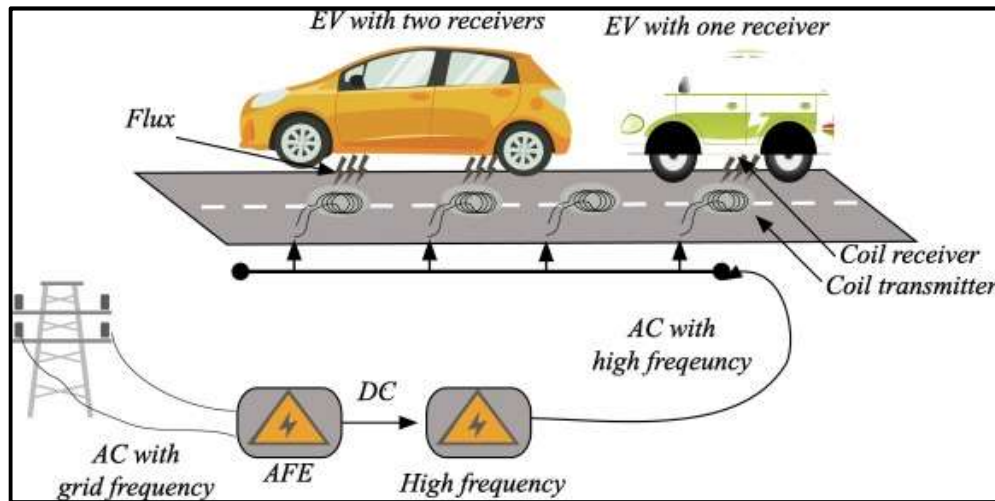 EV with two receivers
EV with one receiver
Flux
Coil receiver
Coil transmitter
AC with
high freqeuncy
DC
AC with
grid frequency
AFE
High frequency